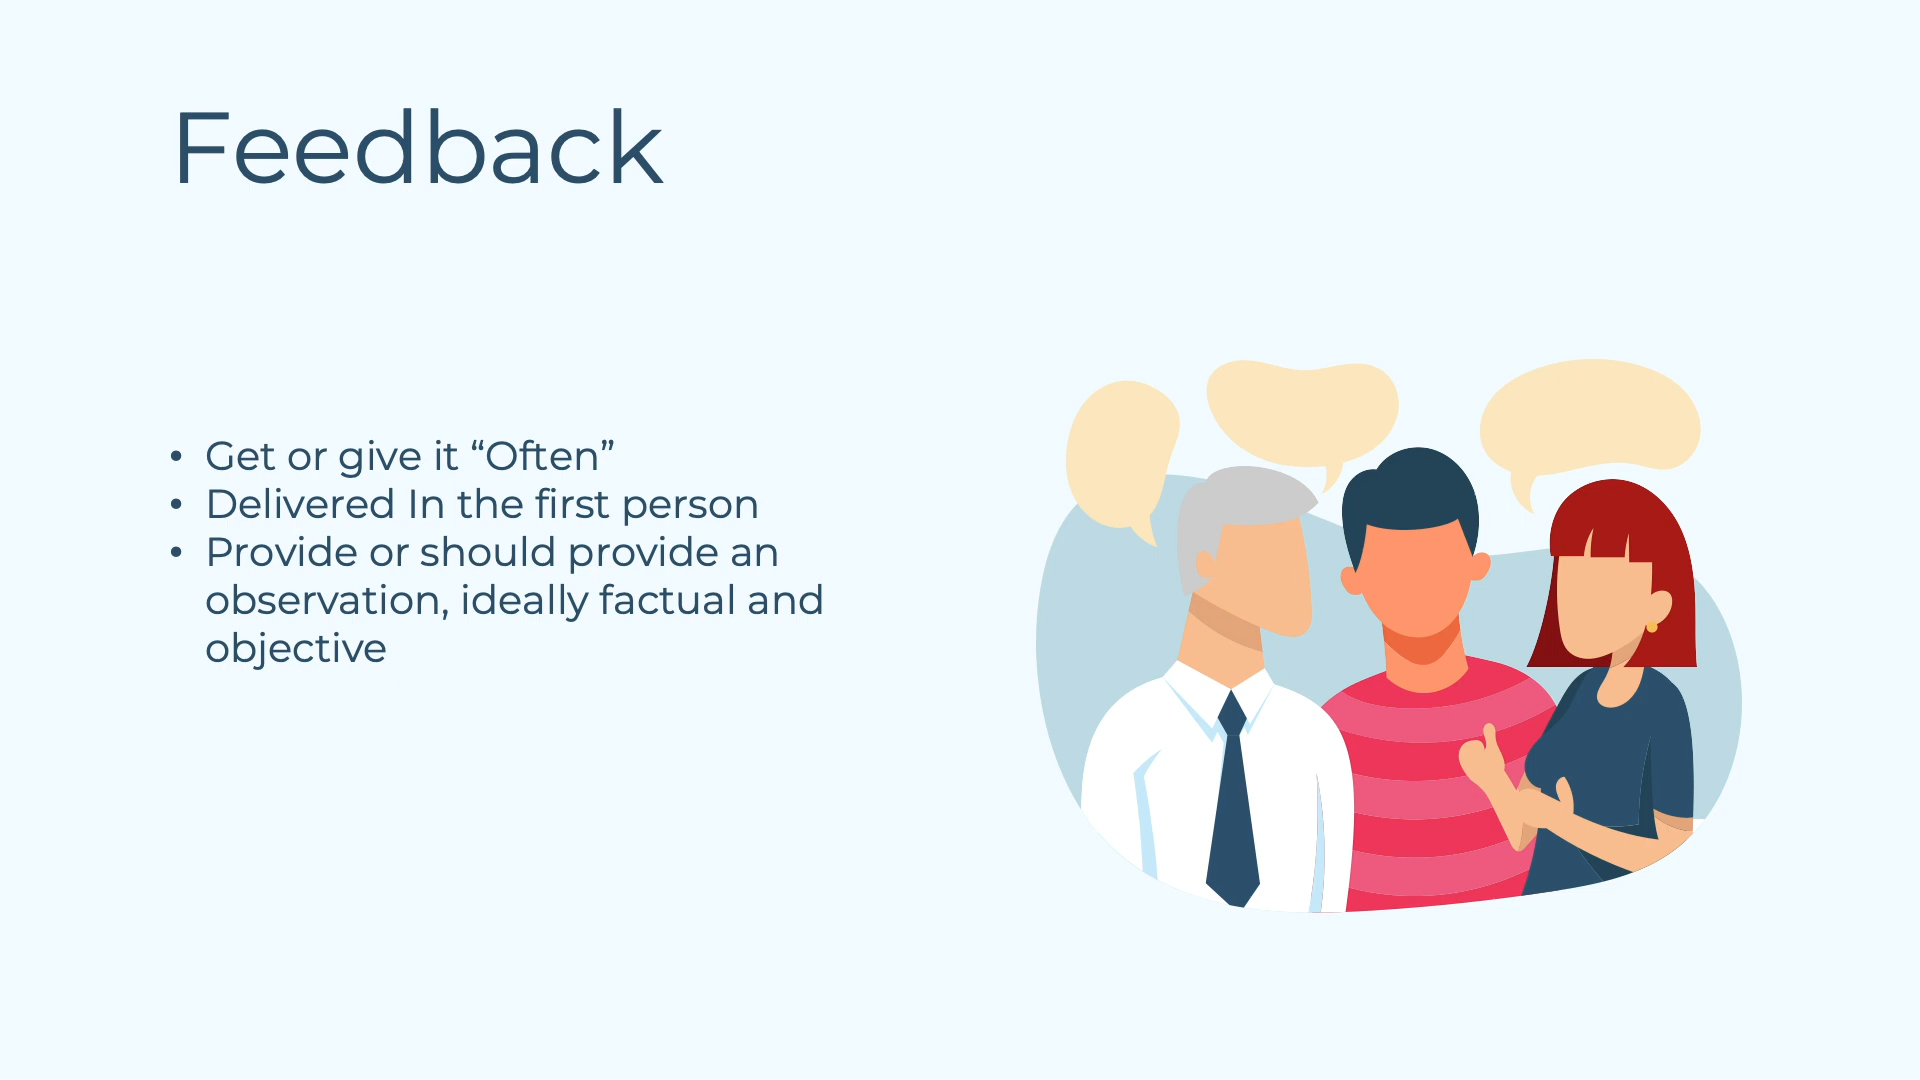 Feedback
• Get or give it “Often”
• Delivered In the first person
• Provide or should provide an
observation, ideally factual and
objective